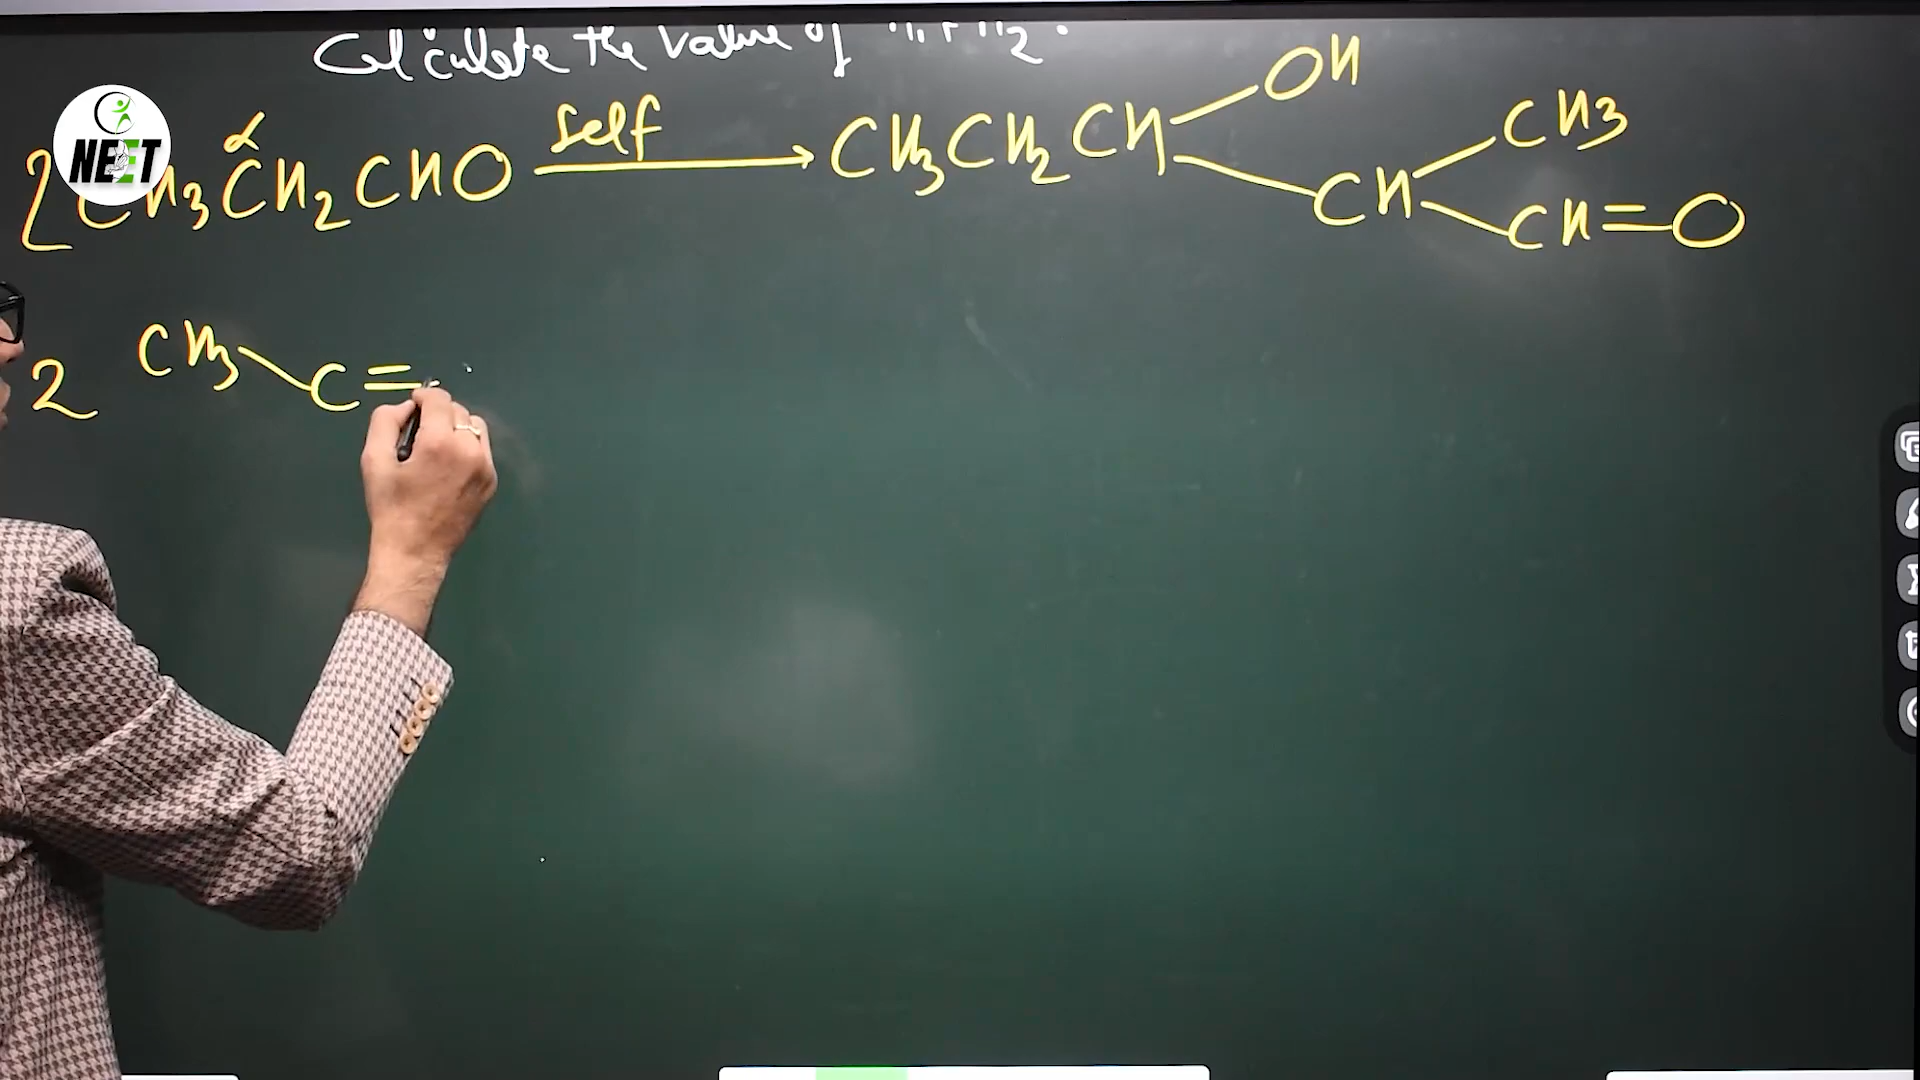 Calculate the value of
NEET
2 CH3CH2CHO Self → CH3CH2CH OH
α
CH CH3
CH=O
2 CH3 C=